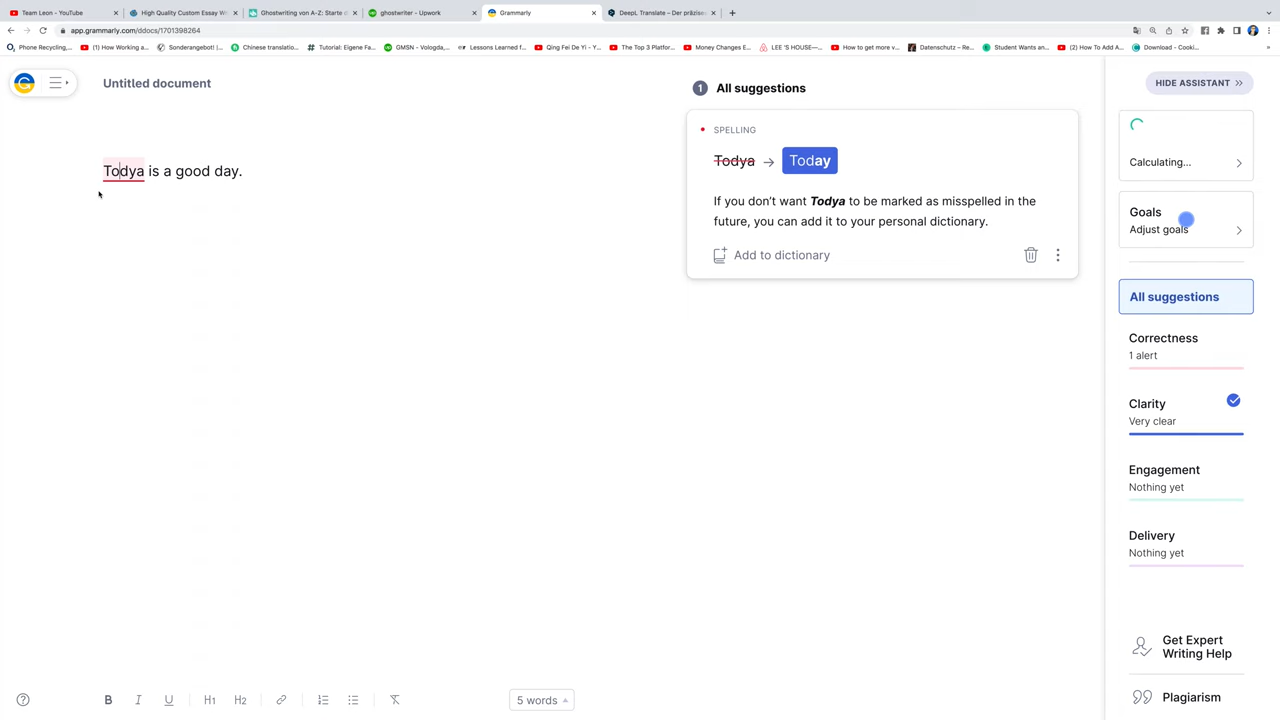 Team Leon - YouTube
High Quality Custom Essay W
Ghostwriting von A-Z: Starte d
ghostwriter - Upwork
Grammarly
DeepL Translate – Der präzises
app.grammarly.com/ddocs/1701398264
Phone Recycling,...
(1) How Working a...
Sonderangebot! |...
Chinese translatio...
Tutorial: Eigene Fa...
GMSN - Vologda,...
Lessons Learned f...
Qing Fei De Yi - Y...
The Top 3 Platfor...
Money Changes E...
LEE 'S HOUSE—...
How to get more v...
Datenschutz – Re...
Student Wants an...
(2) How To Add A...
Download - Cooki...
»
Untitled document
1 All suggestions
HIDE ASSISTANT
SPELLING
Todya → Today
If you don’t want Todya to be marked as misspelled in the
future, you can add it to your personal dictionary.
Add to dictionary
Todya is a good day.
Calculating...
Goals
Adjust goals
All suggestions
Correctness
1 alert
Clarity
Very clear
Engagement
Nothing yet
Delivery
Nothing yet
Get Expert
Writing Help
Plagiarism
B I U H1 H2
5 words